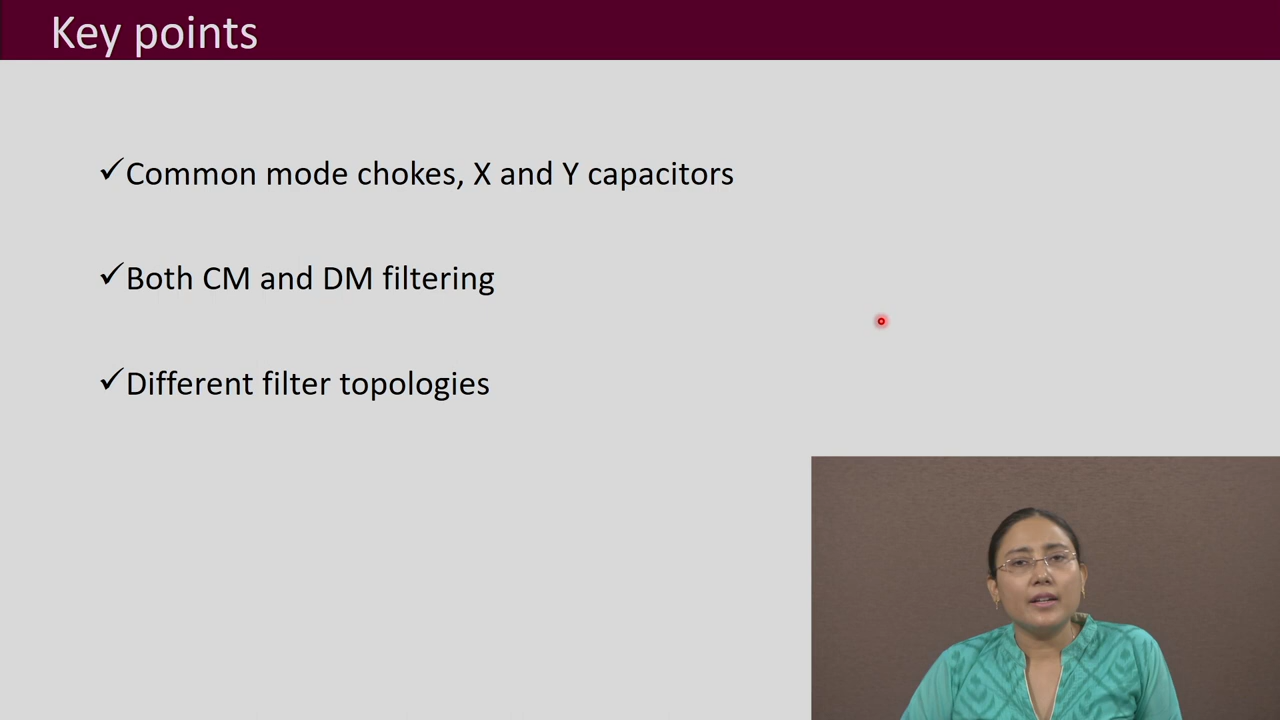 Key points
✓Common mode chokes, X and Y capacitors
✓Both CM and DM filtering
✓Different filter topologies